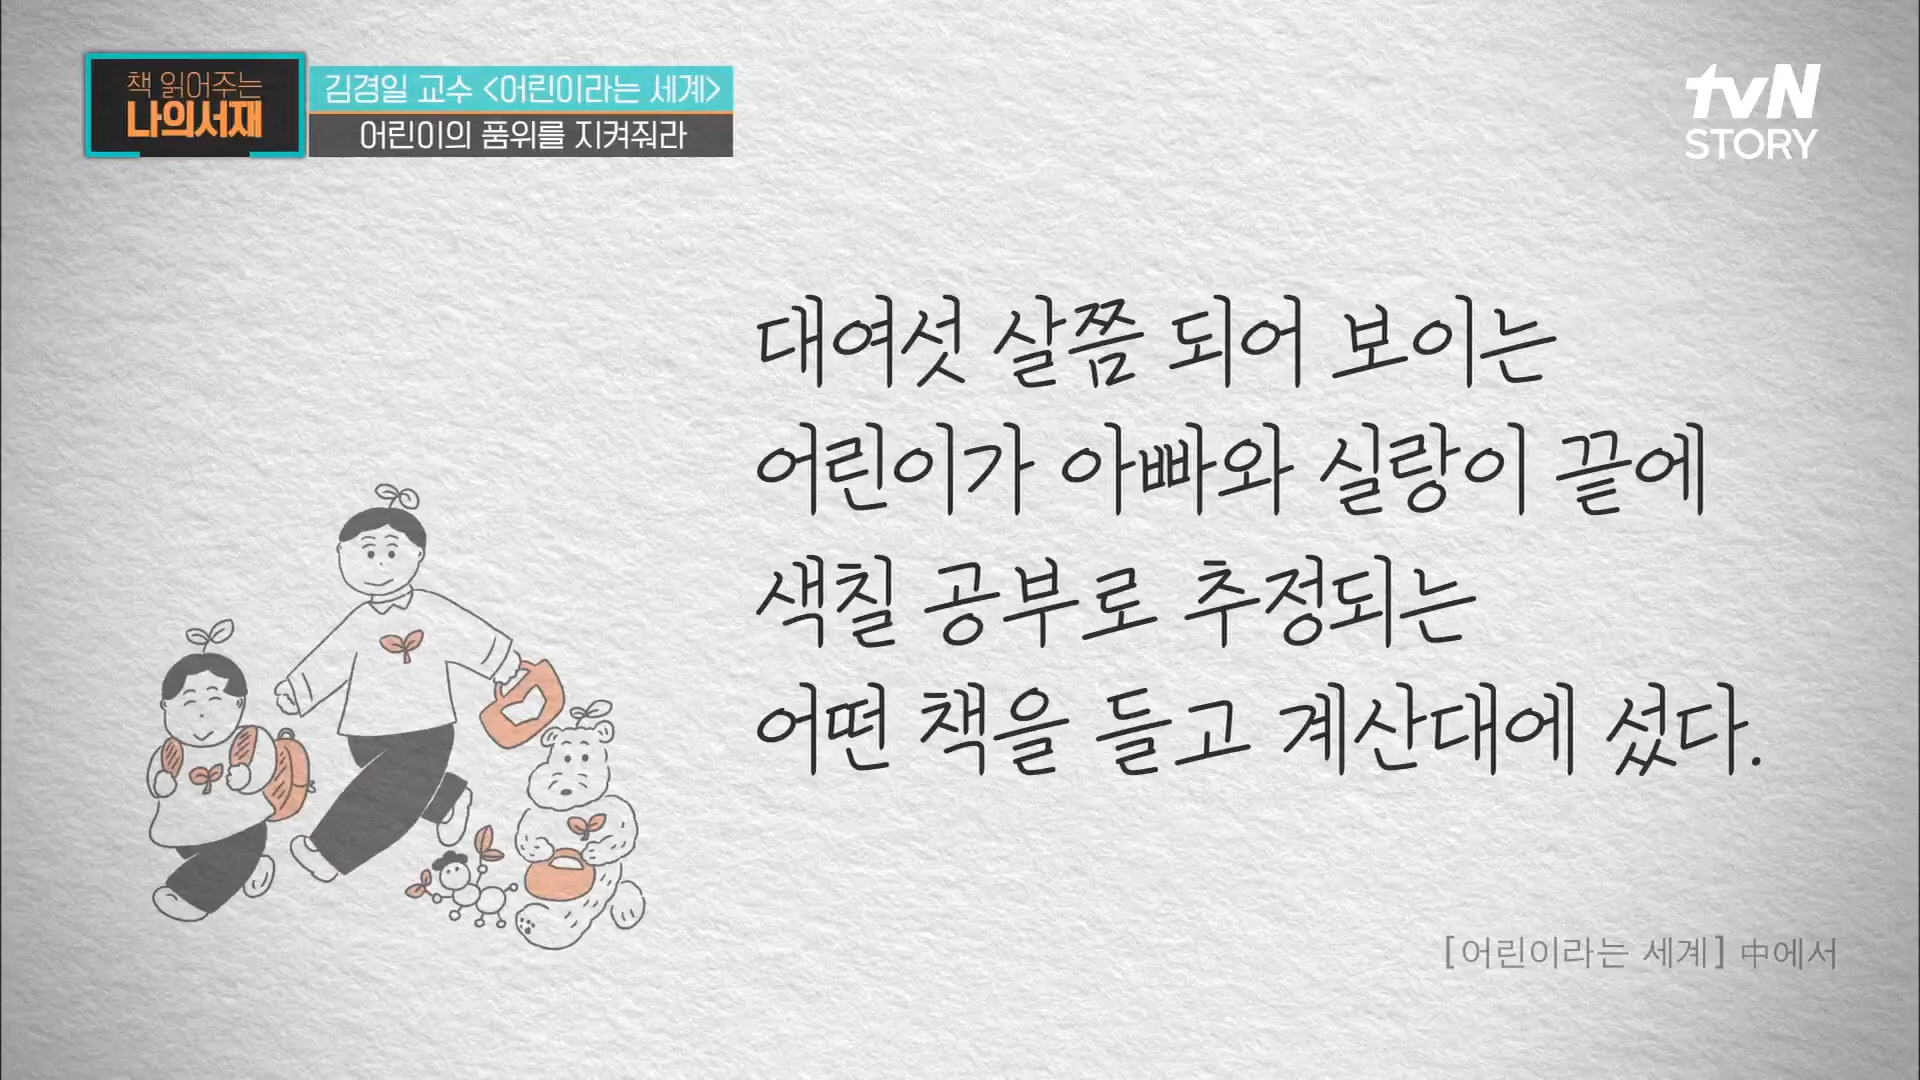 책 읽어주는
나의서재
김경일 교수 <어린이라는 세계>
어린이의 품위를 지켜줘라
tvN
STORY
대여섯 살쯤 되어 보이는
어린이가 아빠와 실랑이 끝에
색칠 공부로 추정되는
어떤 책을 들고 계산대에 섰다.
[어린이라는 세계] 中에서